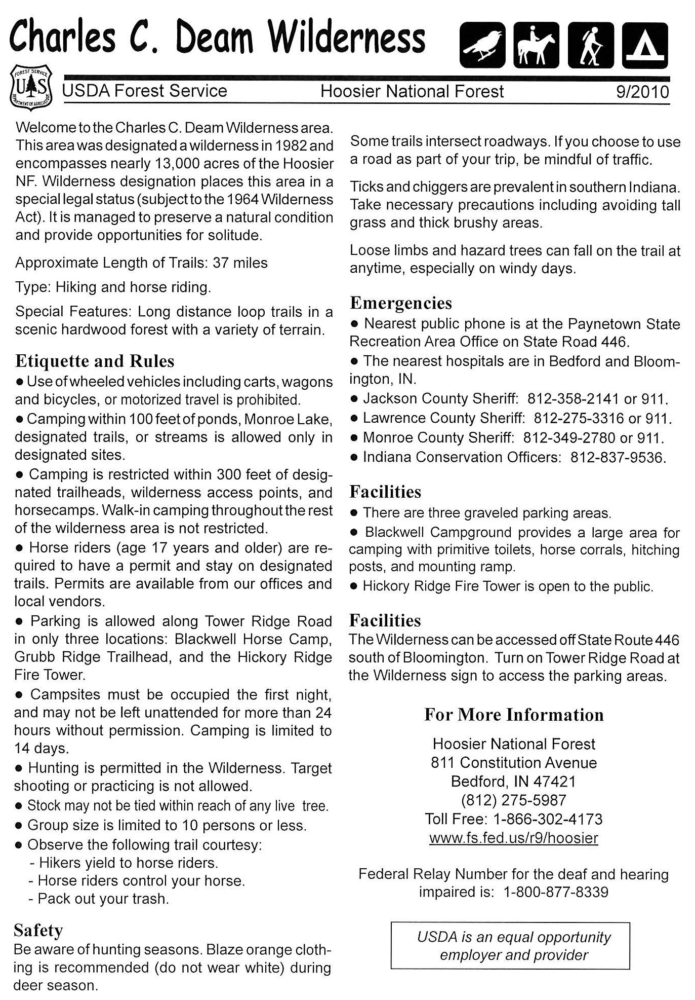 Charles C. Deam Wilderness
FOREST SERVICE
US
DEPARTMENT OF AGRICULTURE
USDA Forest Service Hoosier National Forest 9/2010
Welcome to the Charles C. Deam Wilderness area.
This area was designated a wilderness in 1982 and
encompasses nearly 13,000 acres of the Hoosier
NF. Wilderness designation places this area in a
special legal status (subject to the 1964 Wilderness
Act). It is managed to preserve a natural condition
and provide opportunities for solitude.
Approximate Length of Trails: 37 miles
Type: Hiking and horse riding.
Special Features: Long distance loop trails in a
scenic hardwood forest with a variety of terrain.
Etiquette and Rules
• Use of wheeled vehicles including carts, wagons
and bicycles, or motorized travel is prohibited.
• Camping within 100 feet of ponds, Monroe Lake,
designated trails, or streams is allowed only in
designated sites.
• Camping is restricted within 300 feet of desig-
nated trailheads, wilderness access points, and
horsecamps. Walk-in camping throughout the rest
of the wilderness area is not restricted.
• Horse riders (age 17 years and older) are re-
quired to have a permit and stay on designated
trails. Permits are available from our offices and
local vendors.
• Parking is allowed along Tower Ridge Road
in only three locations: Blackwell Horse Camp,
Grubb Ridge Trailhead, and the Hickory Ridge
Fire Tower.
• Campsites must be occupied the first night,
and may not be left unattended for more than 24
hours without permission. Camping is limited to
14 days.
• Hunting is permitted in the Wilderness. Target
shooting or practicing is not allowed.
• Stock may not be tied within reach of any live tree.
• Group size is limited to 10 persons or less.
• Observe the following trail courtesy:
- Hikers yield to horse riders.
- Horse riders control your horse.
- Pack out your trash.
Safety
Be aware of hunting seasons. Blaze orange cloth-
ing is recommended (do not wear white) during
deer season.
Some trails intersect roadways. If you choose to use
a road as part of your trip, be mindful of traffic.
Ticks and chiggers are prevalent in southern Indiana.
Take necessary precautions including avoiding tall
grass and thick brushy areas.
Loose limbs and hazard trees can fall on the trail at
anytime, especially on windy days.
Emergencies
• Nearest public phone is at the Paynetown State
Recreation Area Office on State Road 446.
• The nearest hospitals are in Bedford and Bloom-
ington, IN.
• Jackson County Sheriff: 812-358-2141 or 911.
• Lawrence County Sheriff: 812-275-3316 or 911.
• Monroe County Sheriff: 812-349-2780 or 911.
• Indiana Conservation Officers: 812-837-9536.
Facilities
• There are three graveled parking areas.
• Blackwell Campground provides a large area for
camping with primitive toilets, horse corrals, hitching
posts, and mounting ramp.
• Hickory Ridge Fire Tower is open to the public.
Facilities
The Wilderness can be accessed off State Route 446
south of Bloomington. Turn on Tower Ridge Road at
the Wilderness sign to access the parking areas.
For More Information
Hoosier National Forest
811 Constitution Avenue
Bedford, IN 47421
(812) 275-5987
Toll Free: 1-866-302-4173
www.fs.fed.us/r9/hoosier
Federal Relay Number for the deaf and hearing
impaired is: 1-800-877-8339
USDA is an equal opportunity
employer and provider